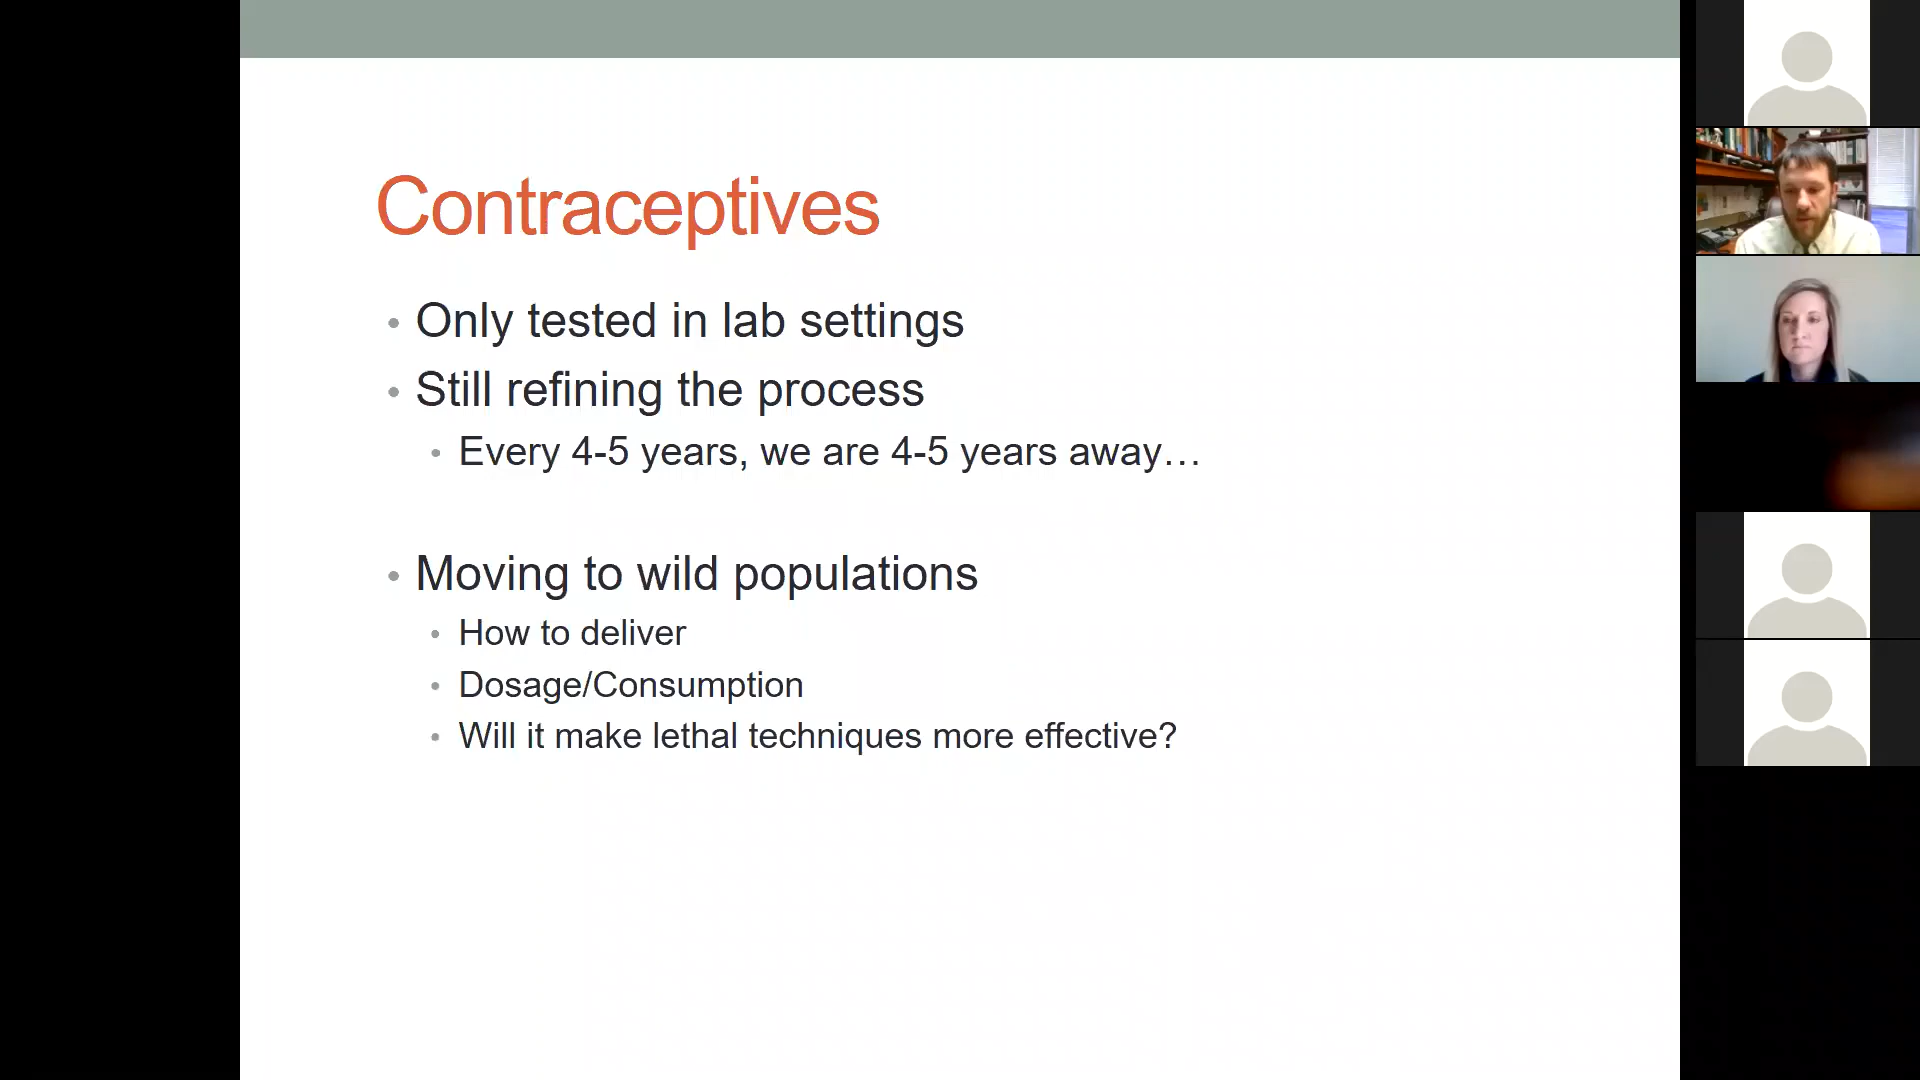 Contraceptives
• Only tested in lab settings
• Still refining the process
• Every 4-5 years, we are 4-5 years away…
• Moving to wild populations
• How to deliver
• Dosage/Consumption
• Will it make lethal techniques more effective?